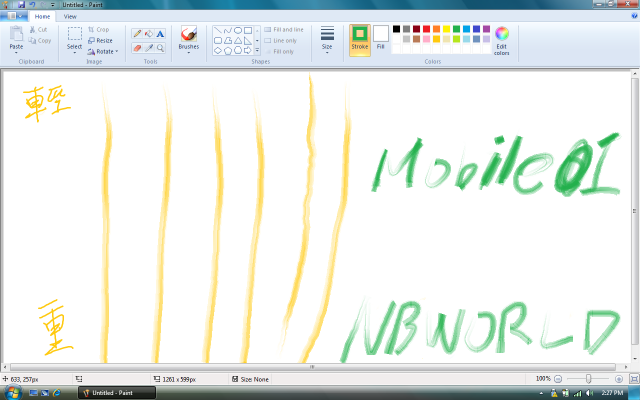 Untitled - Paint
Home View
Paste
Cut
Copy
Clipboard
Select
Crop
Resize
Rotate
Image
Tools
Brushes
Fill and line
Line only
Fill only
Shapes
Size
Stroke
Fill
Edit colors
Colors
輕
Mobile01
重
NBWORLD
633, 257px
1261 x 599px
Size: None
100%
Untitled - Paint
2:27 PM